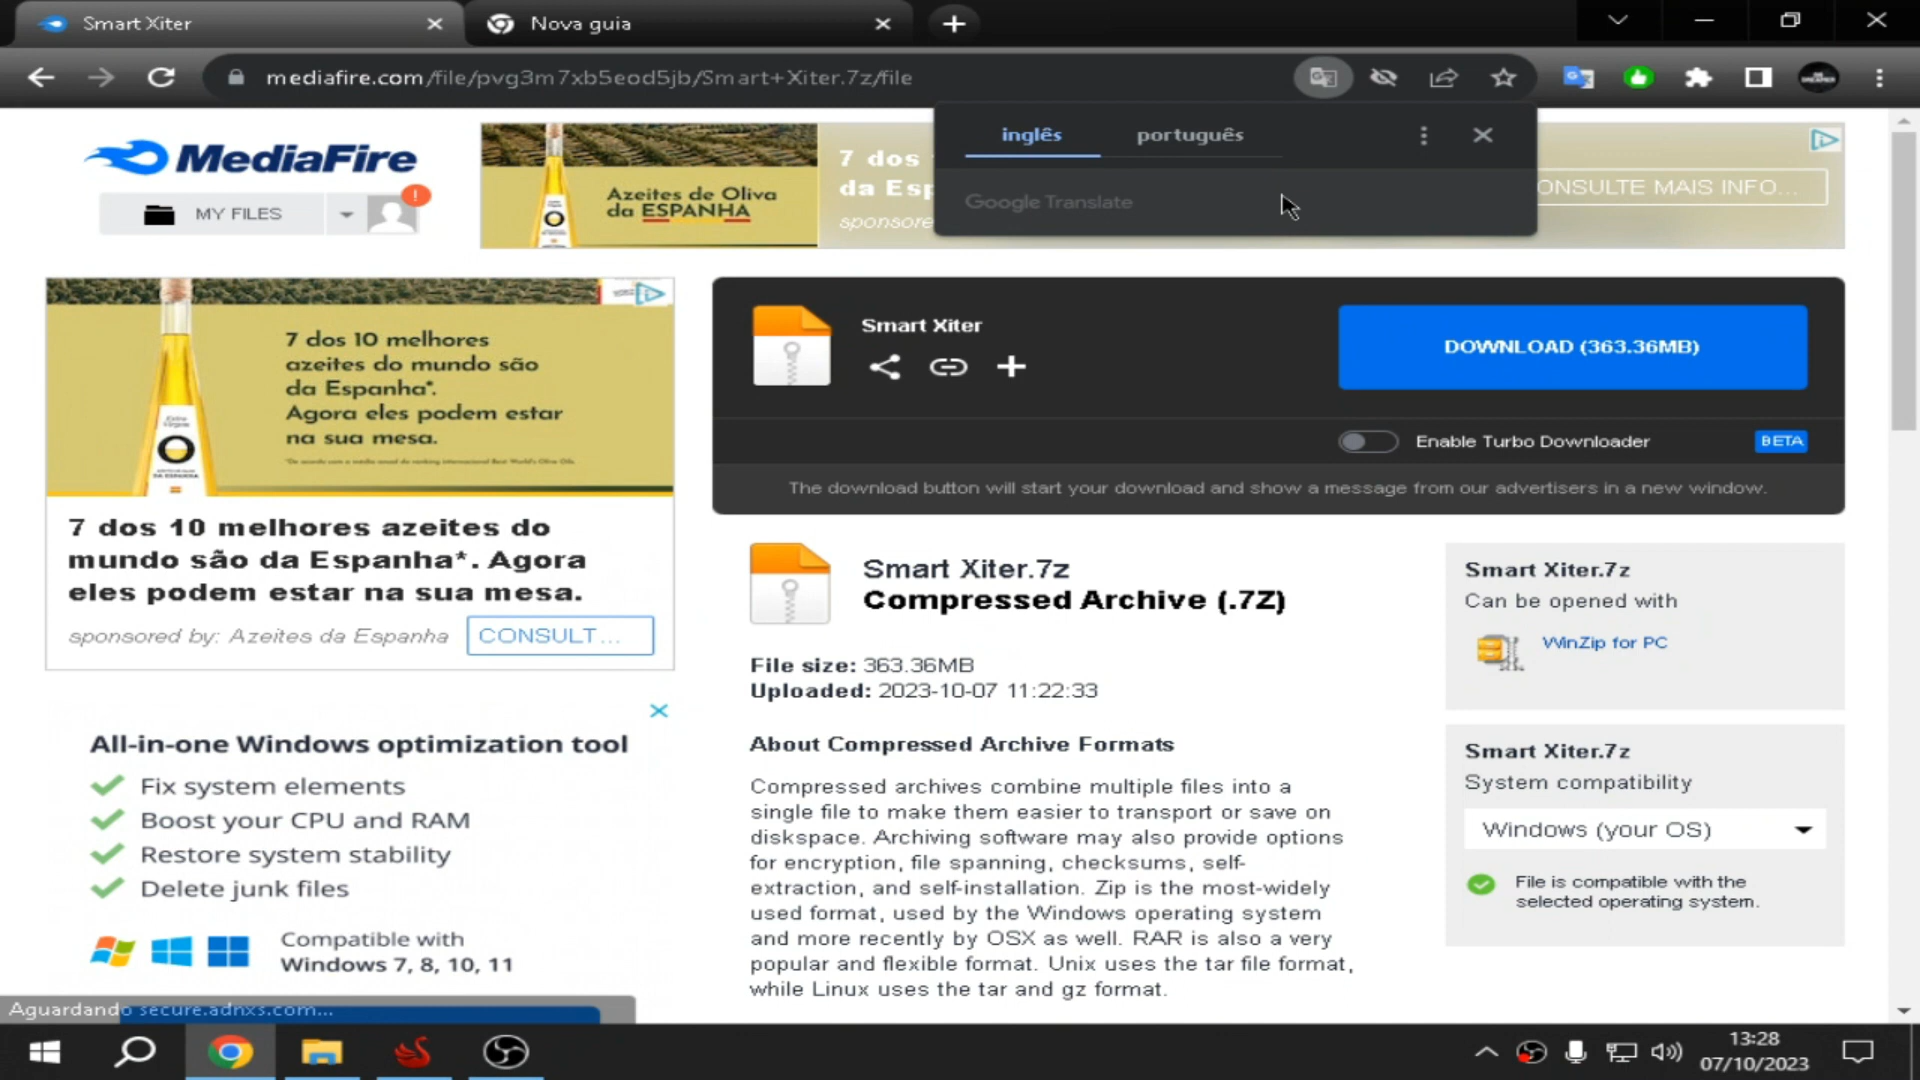 Smart Xiter
Nova guia
mediafire.com/file/pvg3m7xb5eod5jb/Smart+Xiter.7z/file
inglês
português
Google Translate
MediaFire
MY FILES
!
Azeites de Oliva
da ESPANHA
7 dos
da Esp
sponsore
ONSULTE MAIS INFO...
7 dos 10 melhores
azeites do mundo são
da Espanha*.
Agora eles podem estar
na sua mesa.
7 dos 10 melhores azeites do
mundo são da Espanha*. Agora
eles podem estar na sua mesa.
sponsored by: Azeites da Espanha
CONSULT...
Smart Xiter
DOWNLOAD (363.36MB)
Enable Turbo Downloader
BETA
The download button will start your download and show a message from our advertisers in a new window.
Smart Xiter.7z
Compressed Archive (.7Z)
File size: 363.36MB
Uploaded: 2023-10-07 11:22:33
About Compressed Archive Formats
Compressed archives combine multiple files into a
single file to make them easier to transport or save on
diskspace. Archiving software may also provide options
for encryption, file spanning, checksums, self-
extraction, and self-installation. Zip is the most-widely
used format, used by the Windows operating system
and more recently by OSX as well. RAR is also a very
popular and flexible format. Unix uses the tar file format,
while Linux uses the tar and gz format.
Smart Xiter.7z
Can be opened with
WinZip for PC
Smart Xiter.7z
System compatibility
Windows (your OS)
File is compatible with the
selected operating system.
All-in-one Windows optimization tool
Fix system elements
Boost your CPU and RAM
Restore system stability
Delete junk files
Compatible with
Windows 7, 8, 10, 11
Aguardando secure.adnxs.com...
13:28
07/10/2023